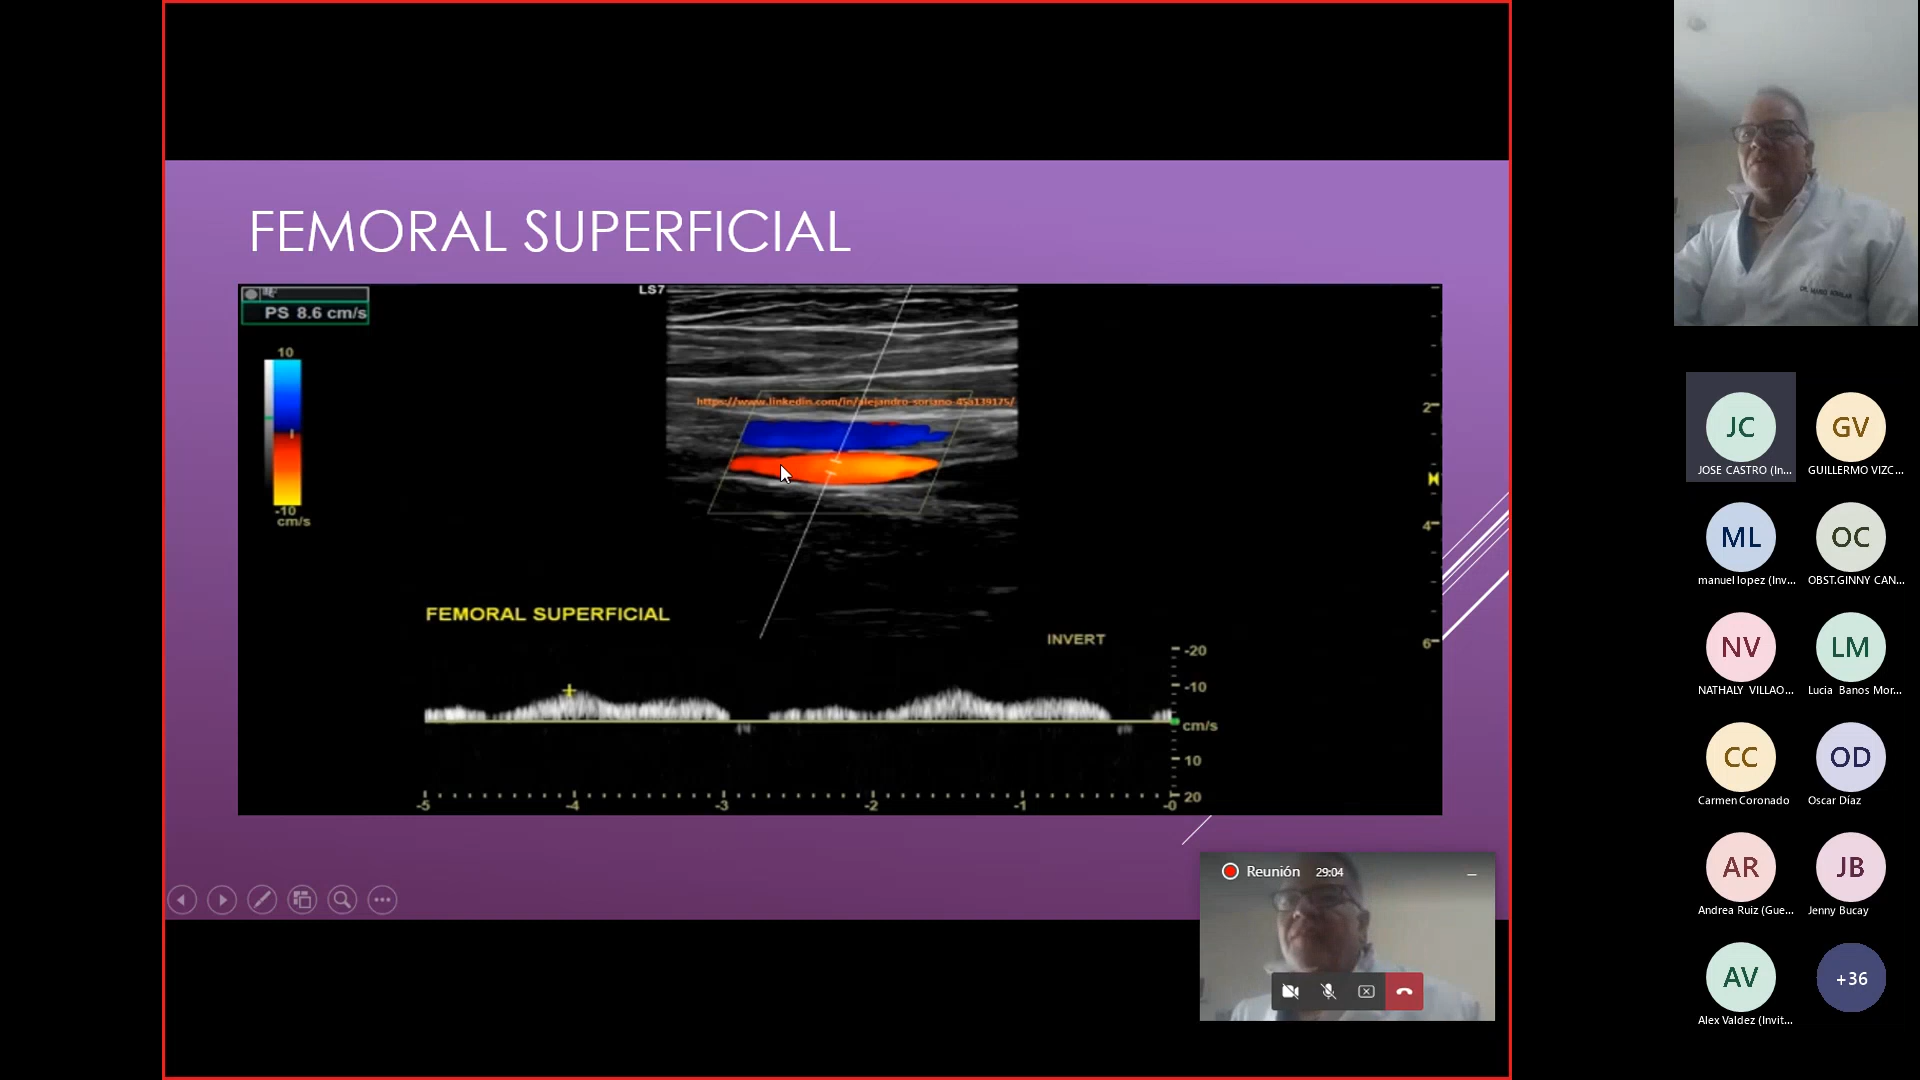 FEMORAL SUPERFICIAL
PS 8.6 cm/s
LS7
10
-10
cm/s
https://www.linkedin.com/in/alejandro-soriano-45a139175/
2
4
6
FEMORAL SUPERFICIAL
INVERT
-20
-10
cm/s
10
20
-5
-4
-3
-2
-1
-0
Reunión 29:04
JC
JOSE CASTRO (In...
GV
GUILLERMO VIZC...
ML
manuel lopez (Inv...
OC
OBST.GINNY CAN...
NV
NATHALY VILLAO...
LM
Lucia Banos Mor...
CC
Carmen Coronado
OD
Oscar Díaz
AR
Andrea Ruiz (Gue...
JB
Jenny Bucay
AV
Alex Valdez (Invit...
+36